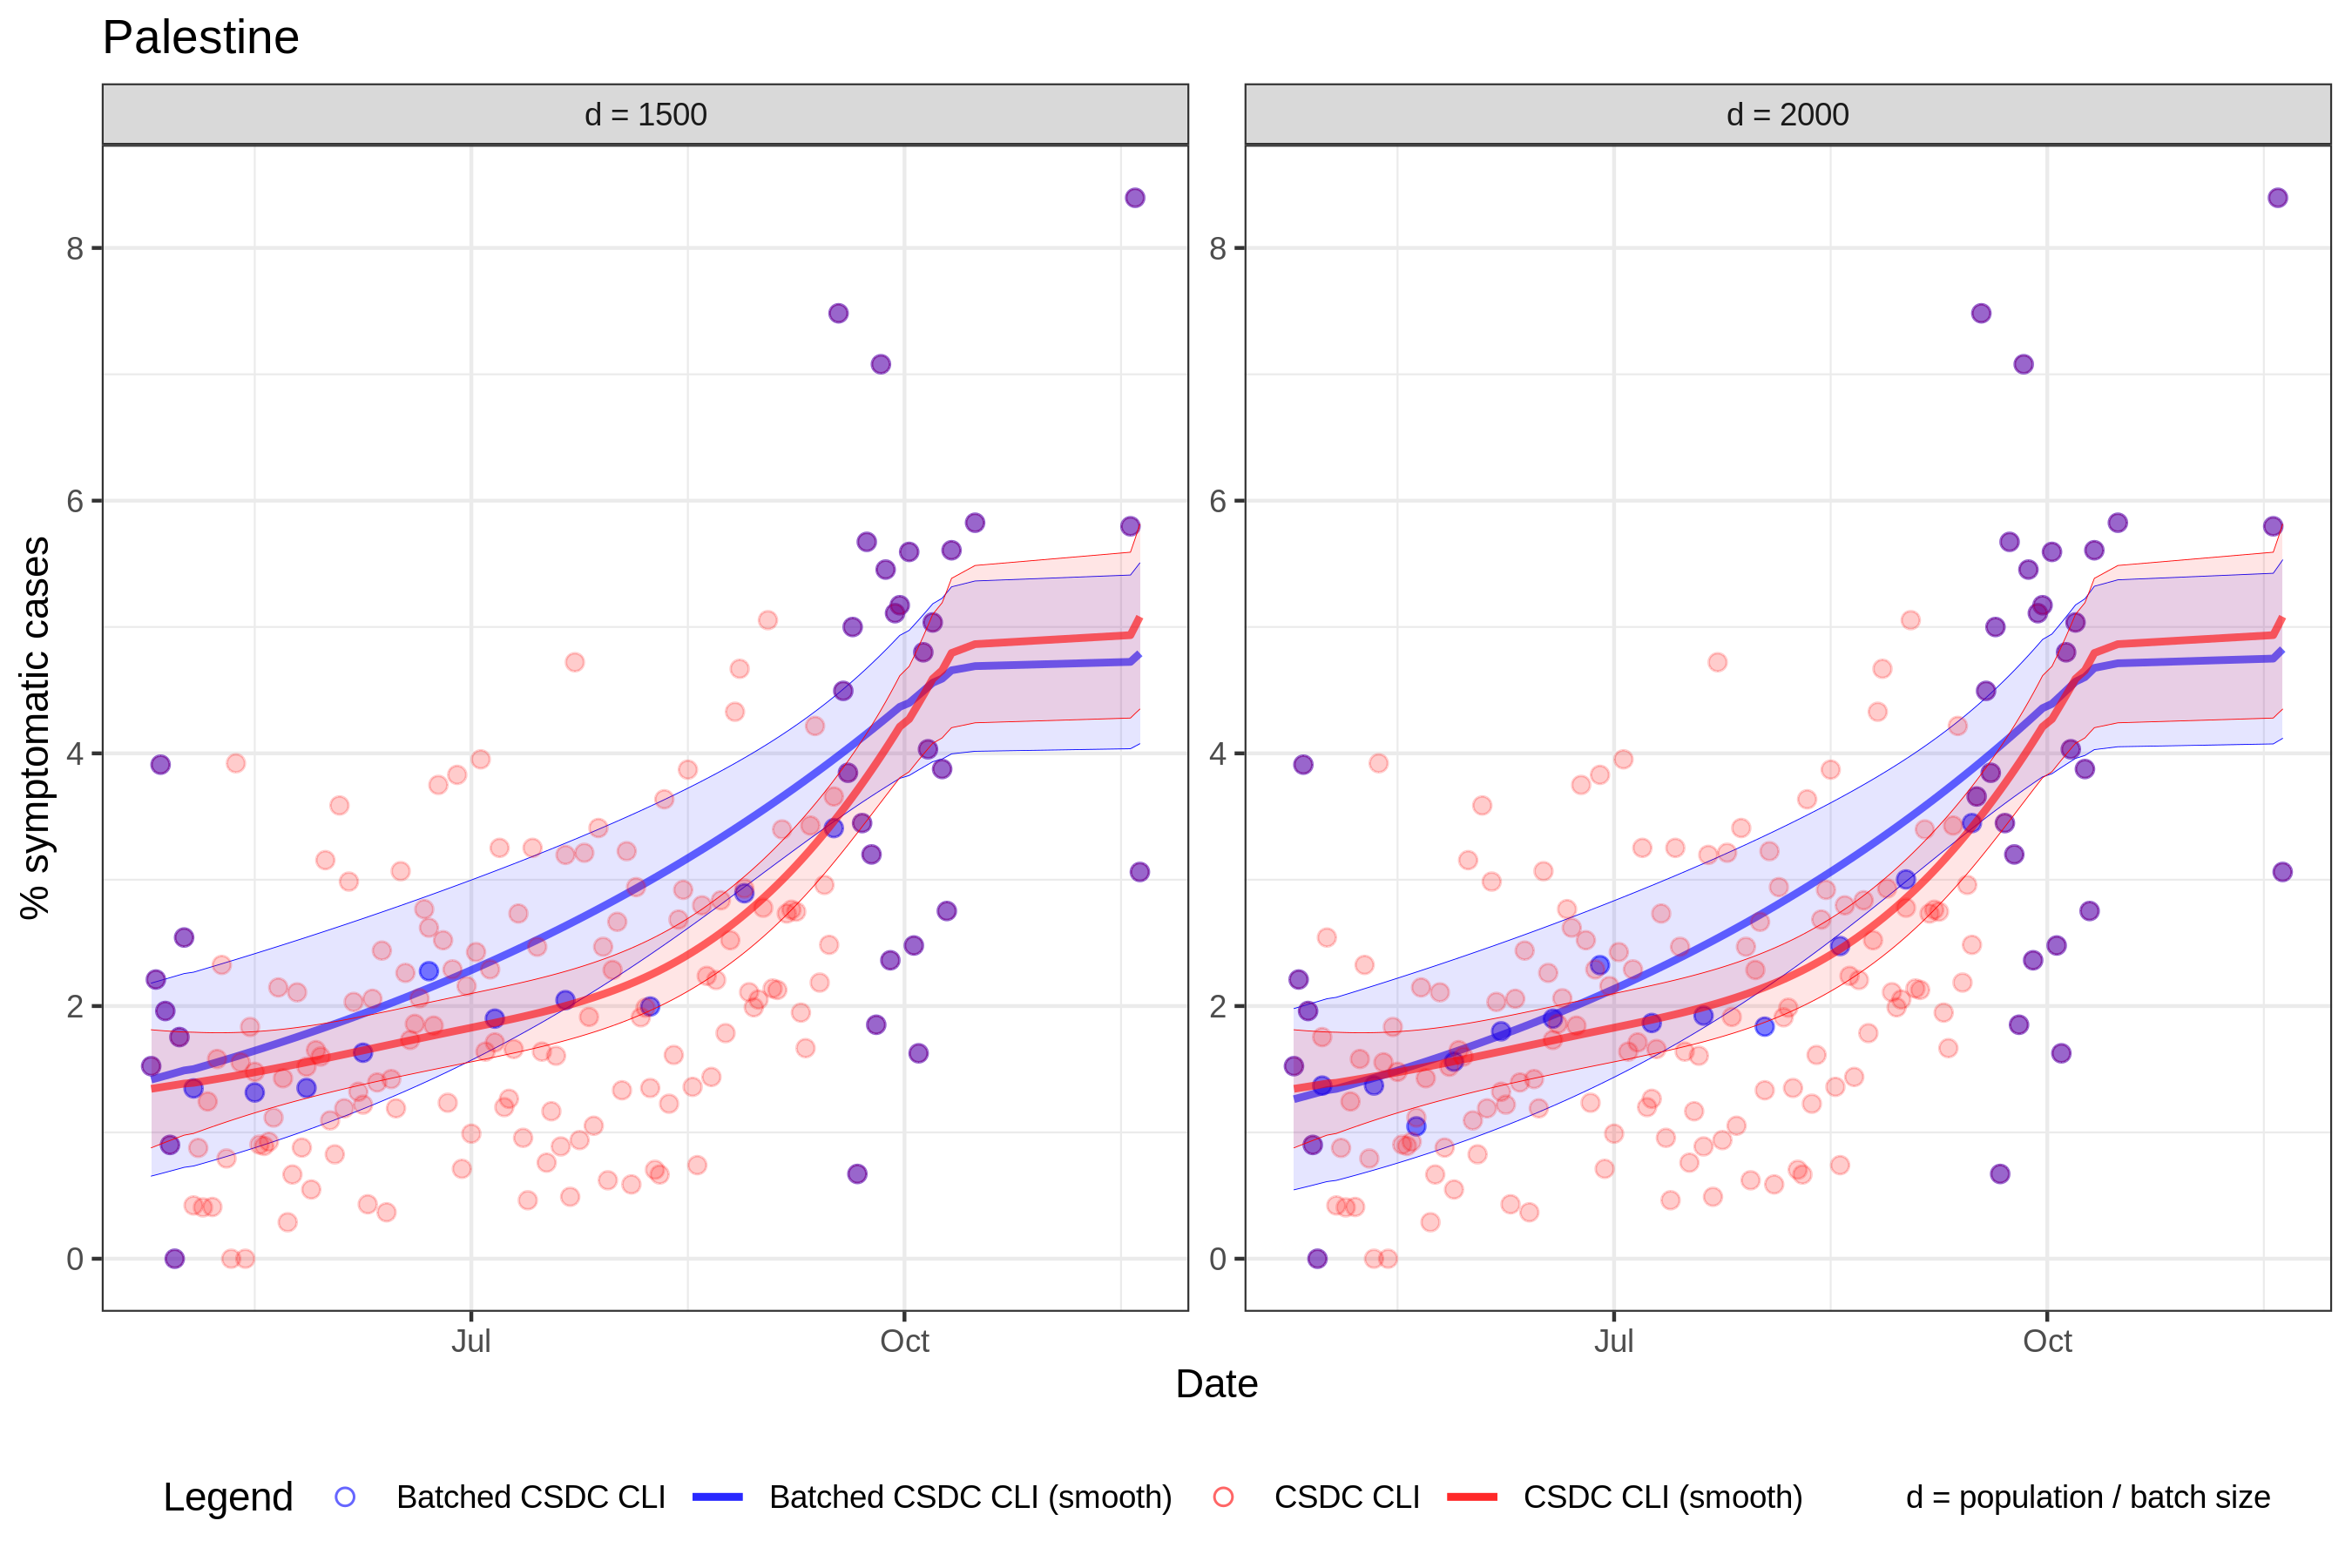 Palestine
d = 1500
d = 2000
% symptomatic cases
8
6
4
2
0
8
6
4
2
0
Jul
Oct
Jul
Oct
Date
Legend
Batched CSDC CLI
Batched CSDC CLI (smooth)
CSDC CLI
CSDC CLI (smooth)
d = population / batch size